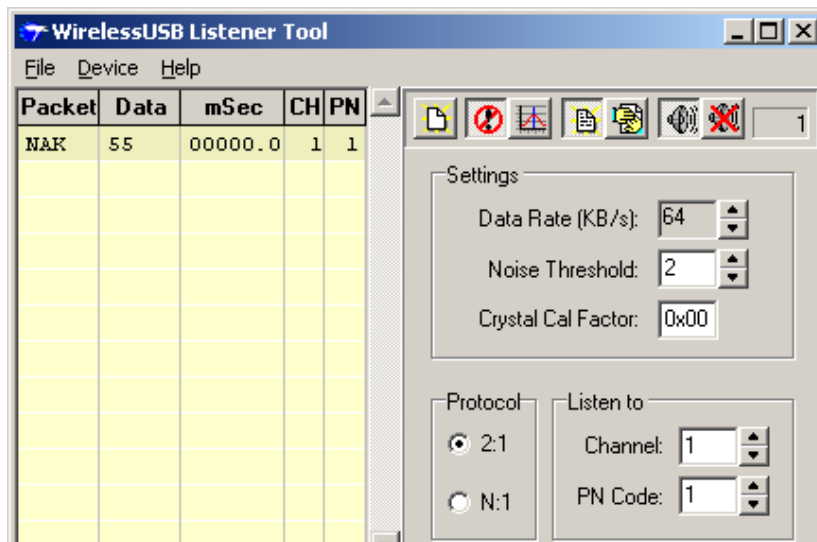 WirelessUSB Listener Tool
File Device Help
Packet Data mSec CH PN
NAK 55 00000.0 1 1
1
Settings
Data Rate (KB/s): 64
Noise Threshold: 2
Crystal Cal Factor: 0x00
Protocol
2:1
N:1
Listen to
Channel: 1
PN Code: 1